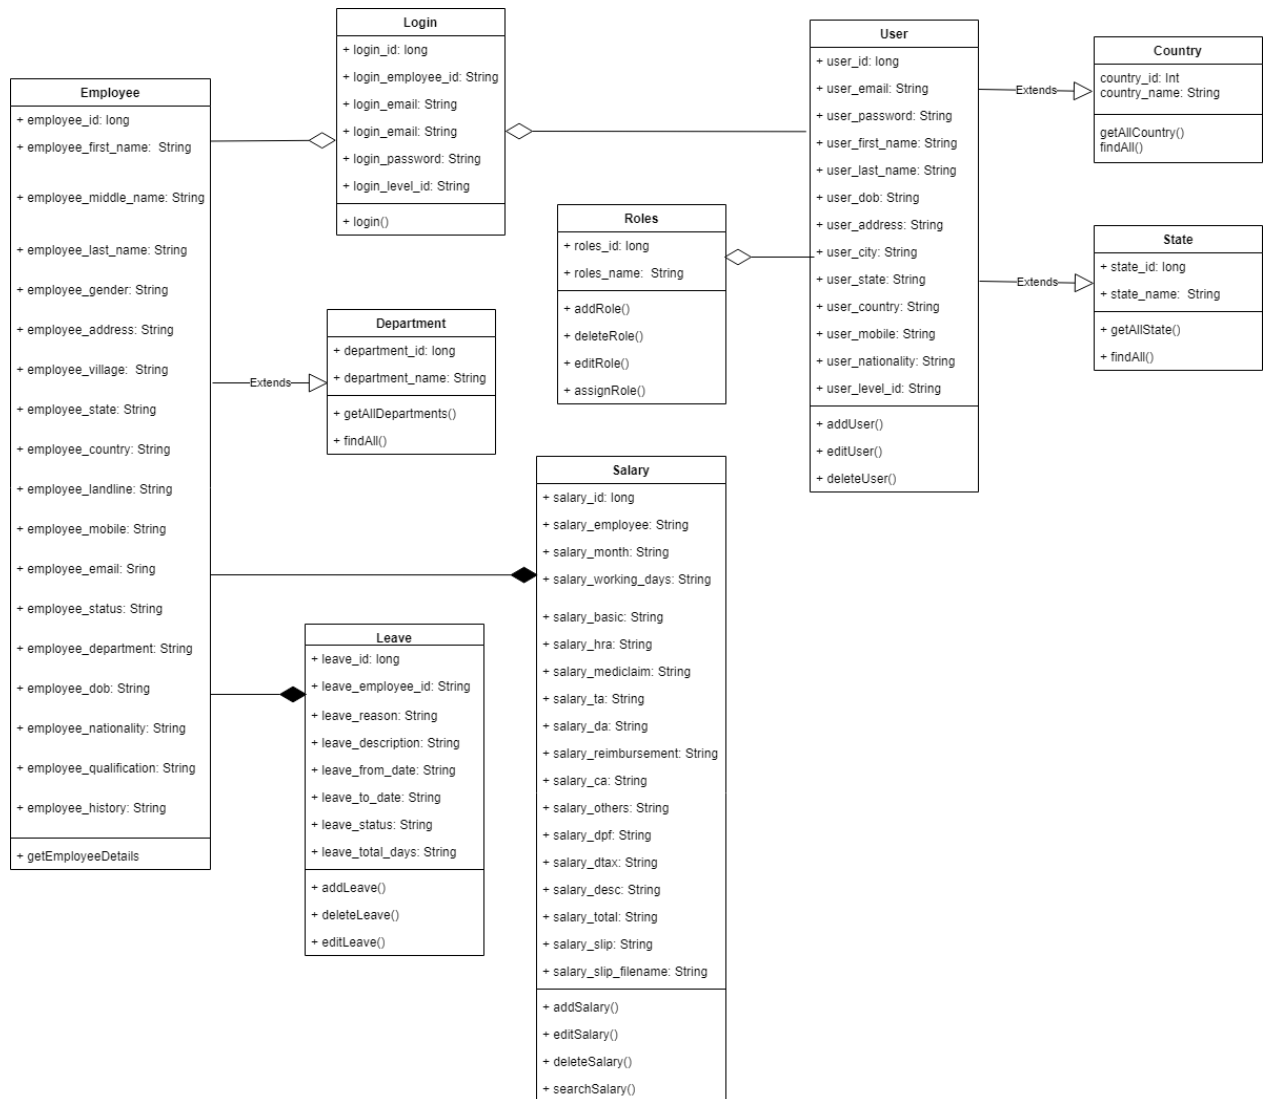 Login
+ login_id: long
+ login_employee_id: String
+ login_email: String
+ login_email: String
+ login_password: String
+ login_level_id: String
+ login()
User
+ user_id: long
+ user_email: String
+ user_password: String
+ user_first_name: String
+ user_last_name: String
+ user_dob: String
+ user_address: String
+ user_city: String
+ user_state: String
+ user_country: String
+ user_mobile: String
+ user_nationality: String
+ user_level_id: String
+ addUser()
+ editUser()
+ deleteUser()
Extends
Country
country_id: Int
country_name: String
getAllCountry()
findAll()
Extends
State
+ state_id: long
+ state_name: String
+ getAllState()
+ findAll()
Employee
+ employee_id: long
+ employee_first_name: String
+ employee_middle_name: String
+ employee_last_name: String
+ employee_gender: String
+ employee_address: String
+ employee_village: String
+ employee_state: String
+ employee_country: String
+ employee_landline: String
+ employee_mobile: String
+ employee_email: Sring
+ employee_status: String
+ employee_department: String
+ employee_dob: String
+ employee_nationality: String
+ employee_qualification: String
+ employee_history: String
+ getEmployeeDetails
Roles
+ roles_id: long
+ roles_name: String
+ addRole()
+ deleteRole()
+ editRole()
+ assignRole()
Extends
Department
+ department_id: long
+ department_name: String
+ getAllDepartments()
+ findAll()
Salary
+ salary_id: long
+ salary_employee: String
+ salary_month: String
+ salary_working_days: String
+ salary_basic: String
+ salary_hra: String
+ salary_mediclaim: String
+ salary_ta: String
+ salary_da: String
+ salary_reimbursement: String
+ salary_ca: String
+ salary_others: String
+ salary_dpf: String
+ salary_dtax: String
+ salary_desc: String
+ salary_total: String
+ salary_slip: String
+ salary_slip_filename: String
+ addSalary()
+ editSalary()
+ deleteSalary()
+ searchSalary()
Leave
+ leave_id: long
+ leave_employee_id: String
+ leave_reason: String
+ leave_description: String
+ leave_from_date: String
+ leave_to_date: String
+ leave_status: String
+ leave_total_days: String
+ addLeave()
+ deleteLeave()
+ editLeave()